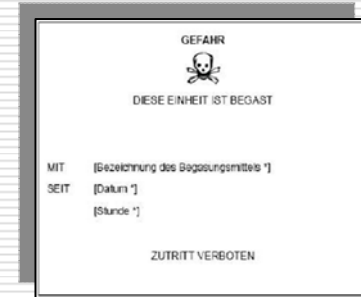 GEFAHR
DIESE EINHEIT IST BEGAST
MIT [Bezeichnung des Begasungsmittels *]
SEIT [Datum *]
[Stunde *]
ZUTRITT VERBOTEN